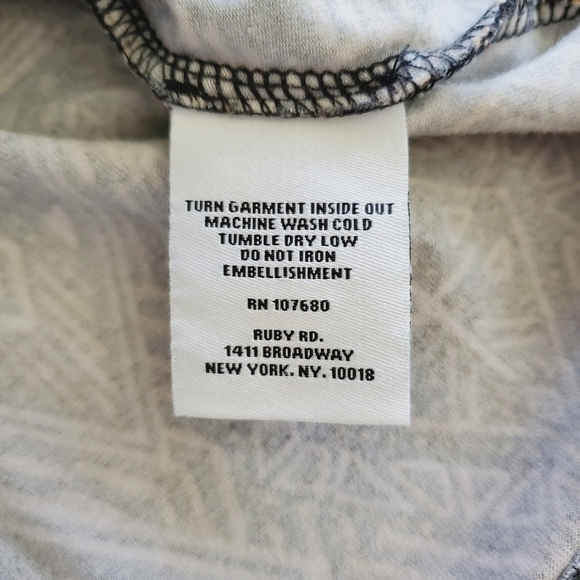 TURN GARMENT INSIDE OUT
MACHINE WASH COLD
TUMBLE DRY LOW
DO NOT IRON
EMBELLISHMENT
RN 107680
RUBY RD.
1411 BROADWAY
NEW YORK. NY. 10018